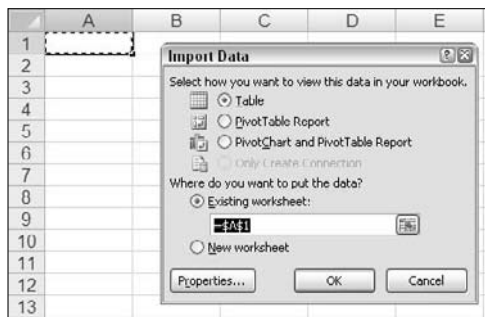 A B C D E
1
2
3
4
5
6
7
8
9
10
11
12
13
Import Data
Select how you want to view this data in your workbook.
Table
PivotTable Report
PivotChart and PivotTable Report
Only Create Connection
Where do you want to put the data?
Existing worksheet:
=$A$1
New worksheet
Properties... OK Cancel